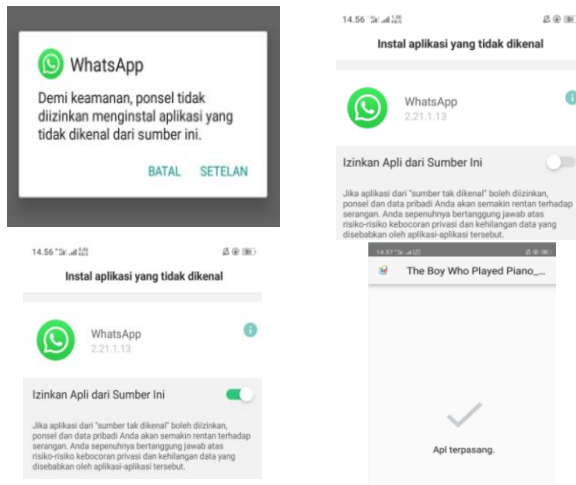 WhatsApp
Demi keamanan, ponsel tidak
diizinkan menginstal aplikasi yang
tidak dikenal dari sumber ini.
BATAL SETELAN
14.56
Instal aplikasi yang tidak dikenal
WhatsApp
2.21.1.13
Izinkan Apli dari Sumber Ini
Jika aplikasi dari "sumber tak dikenal" boleh diizinkan,
ponsel dan data pribadi Anda akan semakin rentan terhadap
serangan. Anda sepenuhnya bertanggung jawab atas
risiko-risiko kebocoran privasi dan kehilangan data yang
disebabkan oleh aplikasi-aplikasi tersebut.
14.56
Instal aplikasi yang tidak dikenal
WhatsApp
2.21.1.13
Izinkan Apli dari Sumber Ini
Jika aplikasi dari "sumber tak dikenal" boleh diizinkan,
ponsel dan data pribadi Anda akan semakin rentan terhadap
serangan. Anda sepenuhnya bertanggung jawab atas
risiko-risiko kebocoran privasi dan kehilangan data yang
disebabkan oleh aplikasi-aplikasi tersebut.
14.57
The Boy Who Played Piano_...
Apl terpasang.